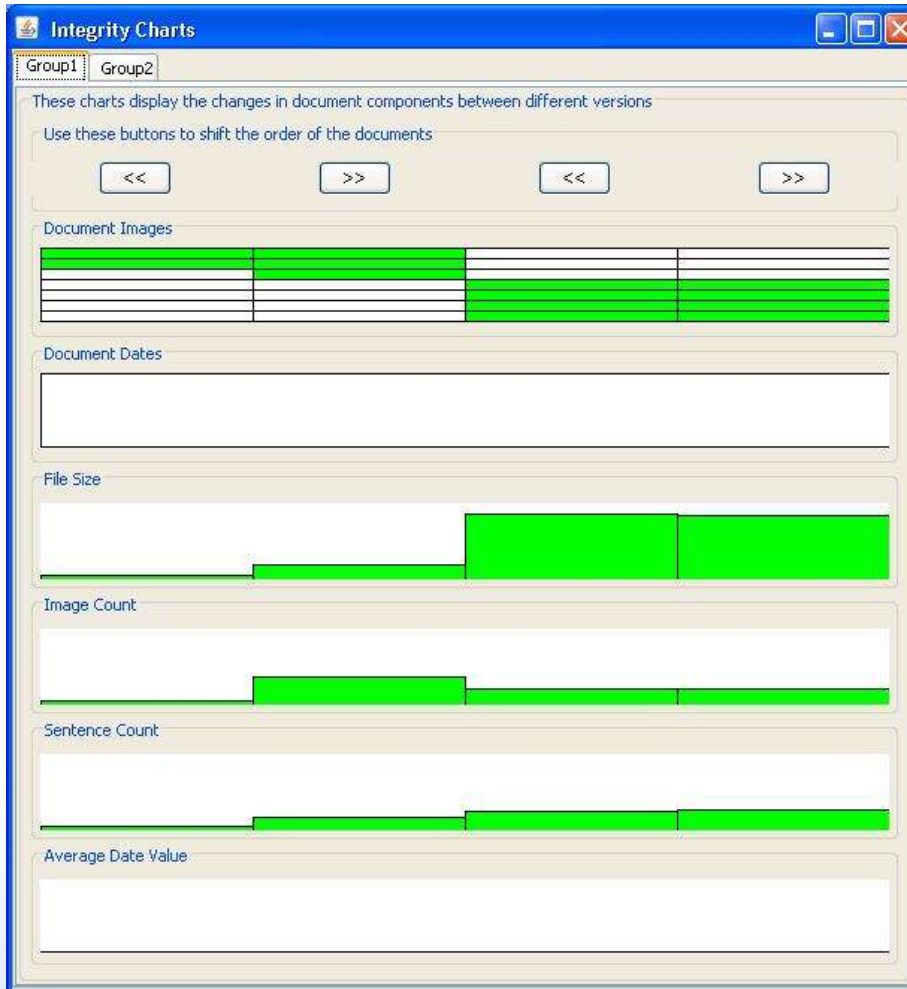 Integrity Charts
Group1 Group2
These charts display the changes in document components between different versions
Use these buttons to shift the order of the documents
<< >> << >>
Document Images
Document Dates
File Size
Image Count
Sentence Count
Average Date Value